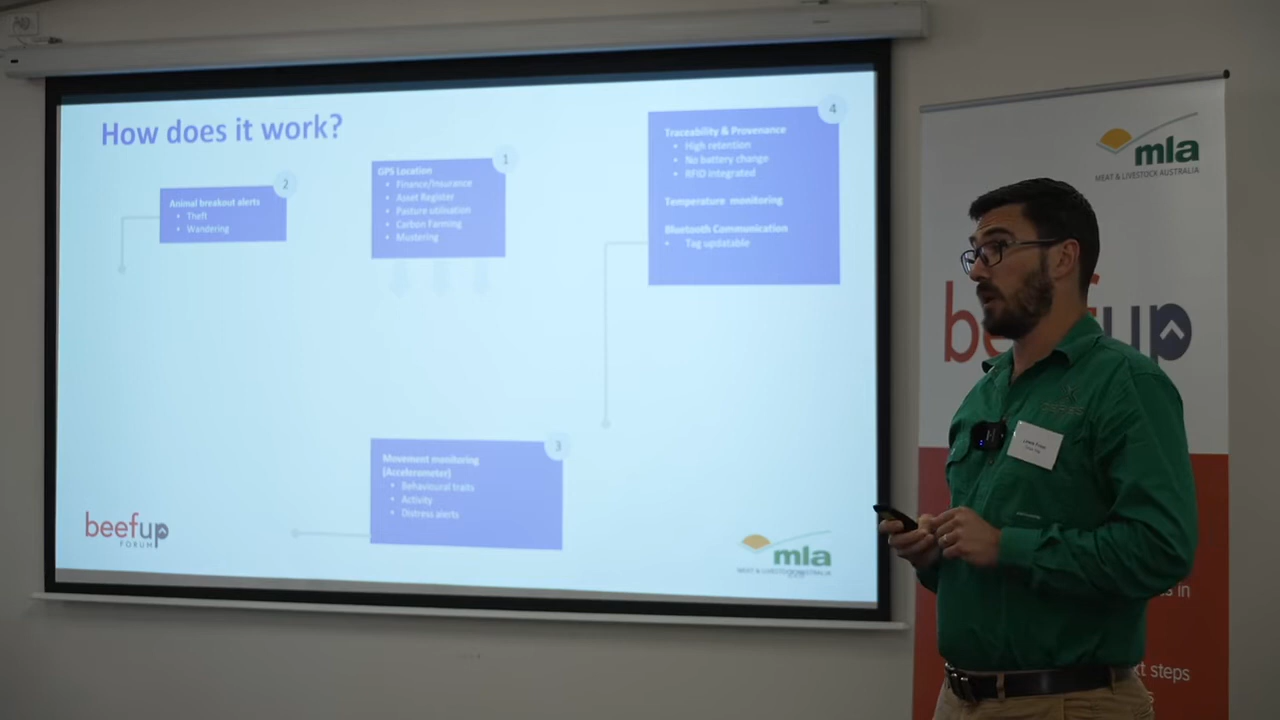 How does it work?
2
Animal breakout alerts
• Theft
• Wandering
1
GPS Location
• Finance/Insurance
• Asset Register
• Pasture utilisation
• Carbon Farming
• Mustering
4
Traceability & Provenance
• High retention
• No battery change
• RFID integrated
Temperature monitoring
Bluetooth Communication
• Tag updatable
3
Movement monitoring
(Accelerometer)
• Behavioural traits
• Activity
• Distress alerts
beefup
FORUM
mla
MEAT & LIVESTOCK AUSTRALIA
mla
MEAT & LIVESTOCK AUSTRALIA
up
in
steps